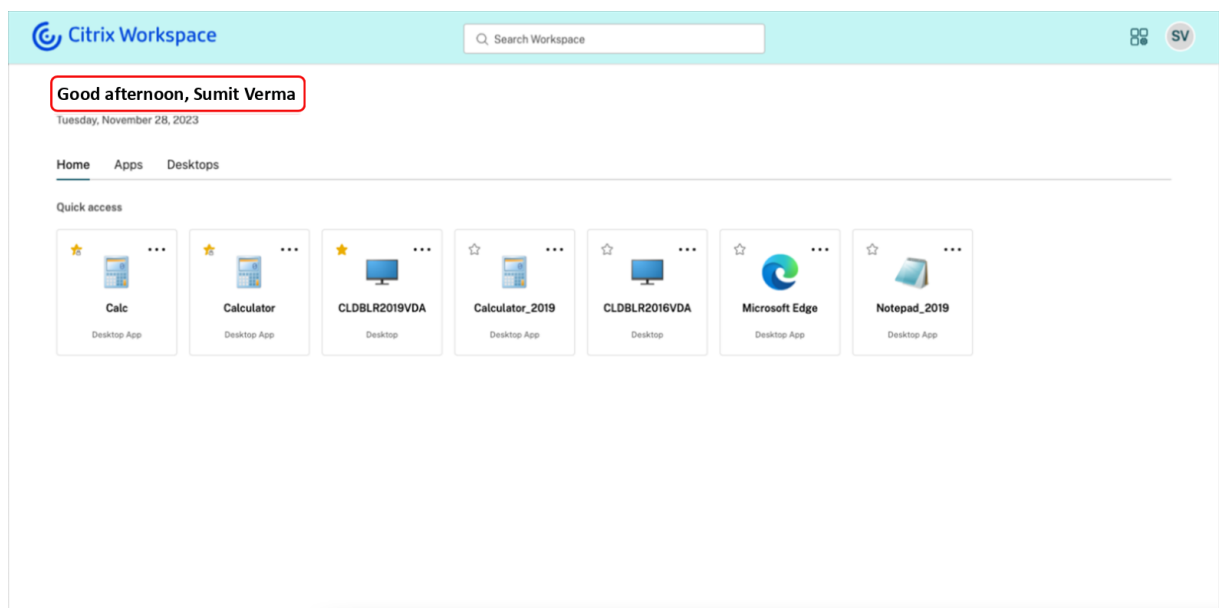 Citrix Workspace
Search Workspace
SV
Good afternoon, Sumit Verma
Tuesday, November 28, 2023
Home Apps Desktops
Quick access
Calc Calculator CLDBLR2019VDA Calculator_2019 CLDBLR2016VDA Microsoft Edge Notepad_2019
Desktop App Desktop App Desktop Desktop App Desktop Desktop App Desktop App